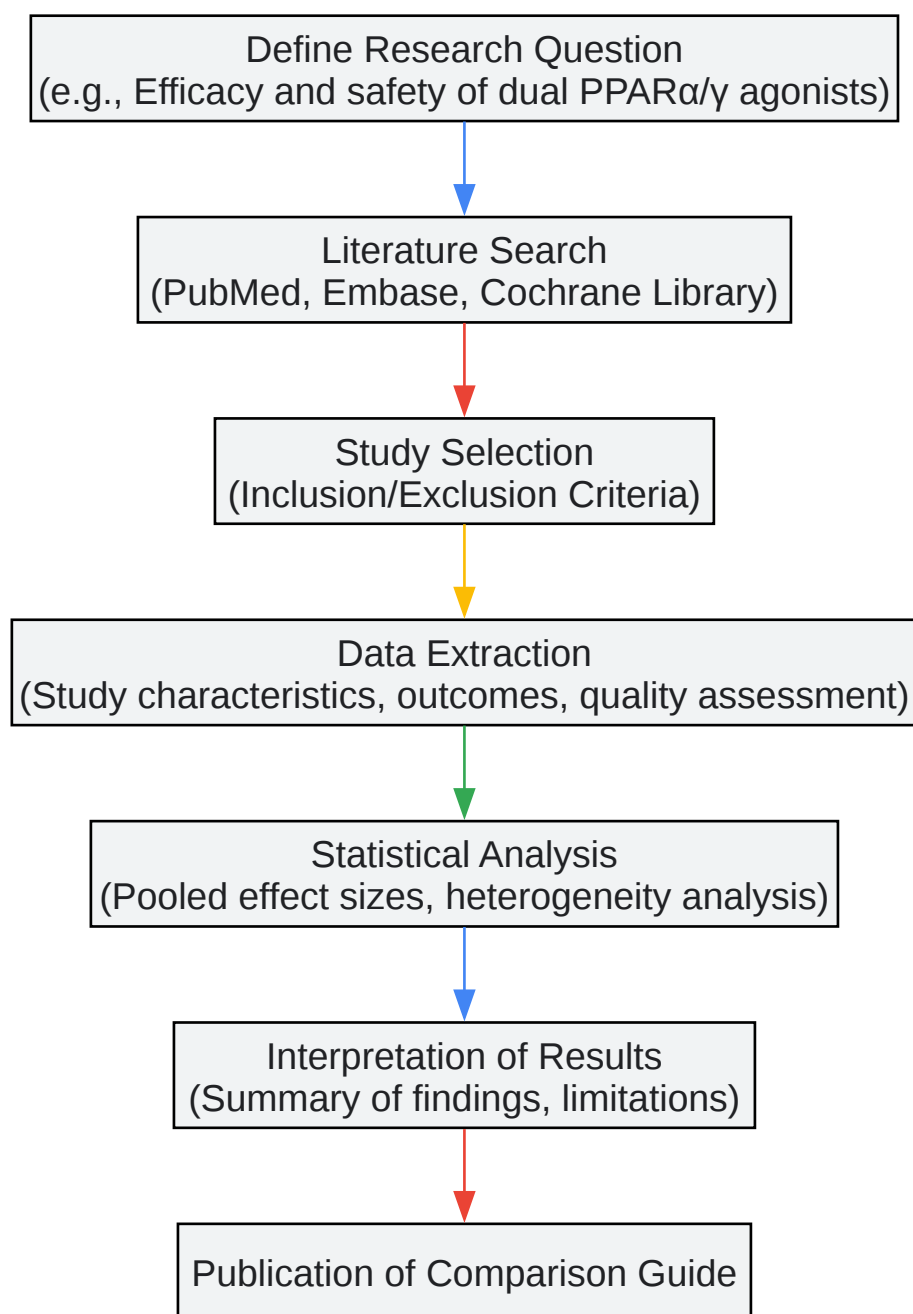 Define Research Question
(e.g., Efficacy and safety of dual PPARα/γ agonists)
Literature Search
(PubMed, Embase, Cochrane Library)
Study Selection
(Inclusion/Exclusion Criteria)
Data Extraction
(Study characteristics, outcomes, quality assessment)
Statistical Analysis
(Pooled effect sizes, heterogeneity analysis)
Interpretation of Results
(Summary of findings, limitations)
Publication of Comparison Guide